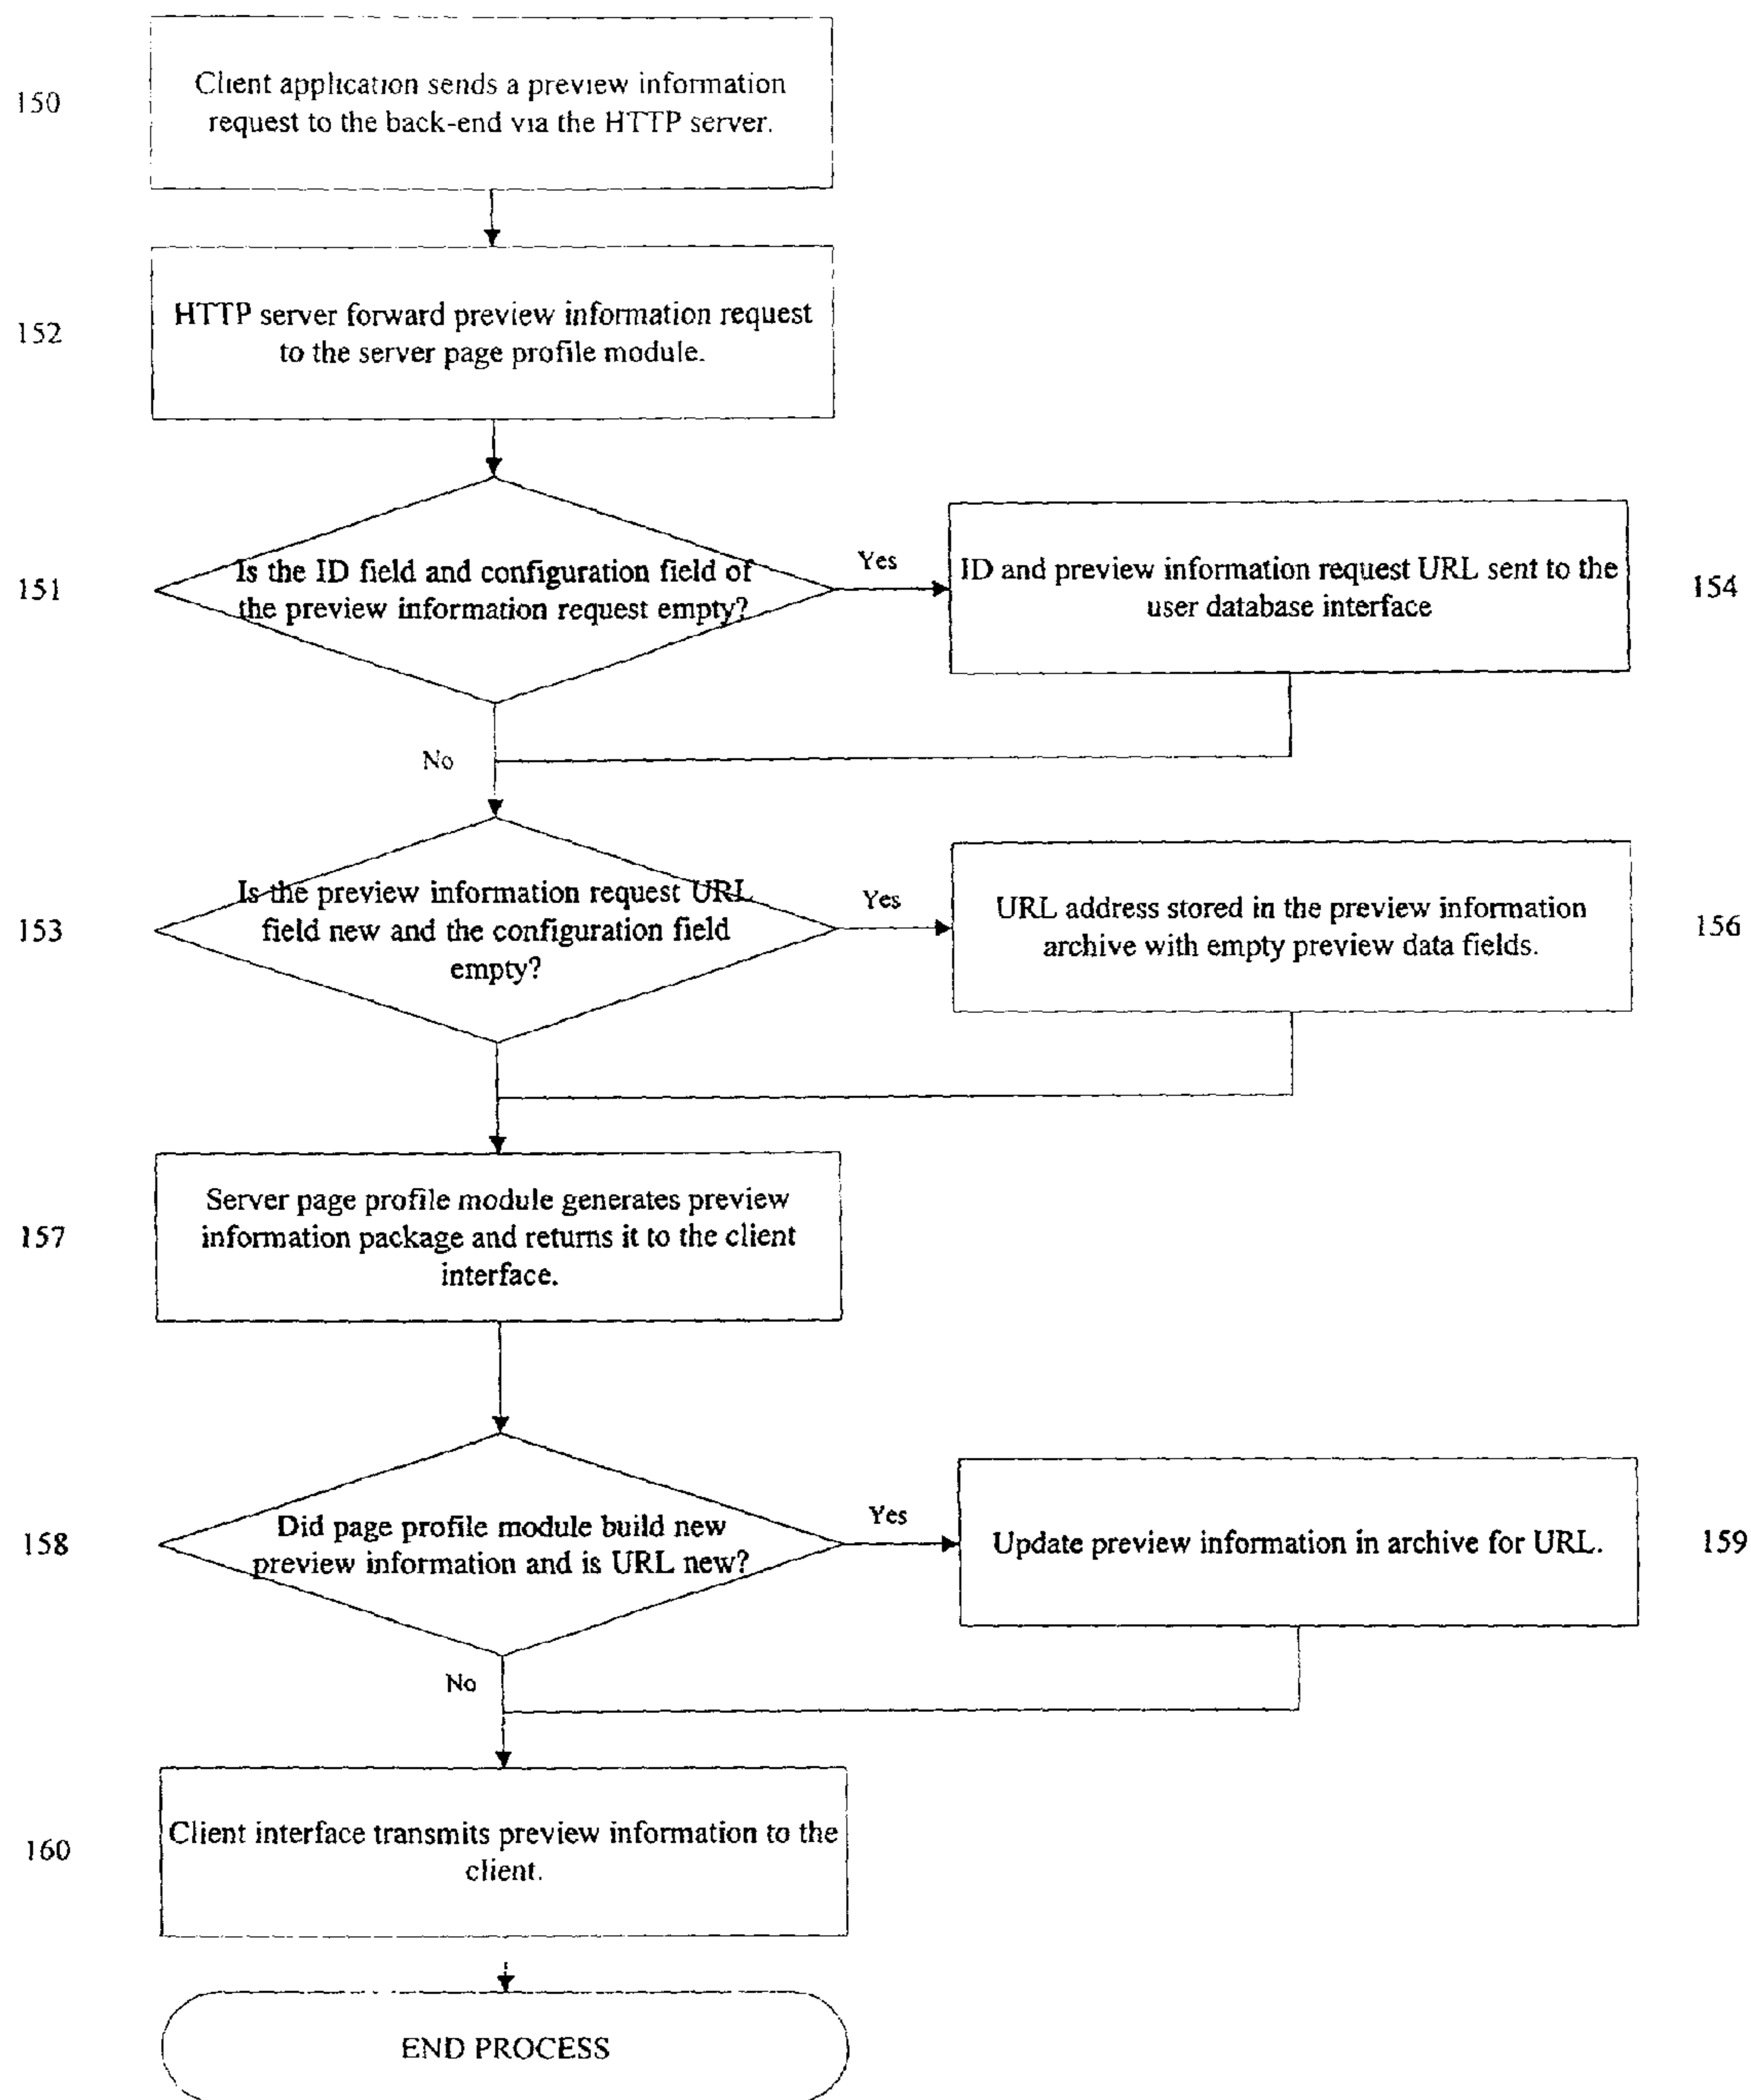 150
Client application sends a preview information
request to the back-end via the HTTP server.
152
HTTP server forward preview information request
to the server page profile module.
151
Is the ID field and configuration field of
the preview information request empty?
Yes
ID and preview information request URL sent to the
user database interface
154
No
153
Is the preview information request URL
field new and the configuration field
empty?
Yes
URL address stored in the preview information
archive with empty preview data fields.
156
157
Server page profile module generates preview
information package and returns it to the client
interface.
158
Did page profile module build new
preview information and is URL new?
Yes
Update preview information in archive for URL.
159
No
160
Client interface transmits preview information to the
client.
END PROCESS